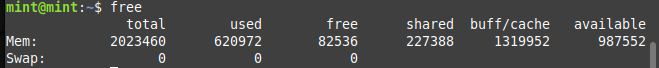 mint@mint:~$ free
total used free shared buff/cache available
Mem: 2023460 620972 82536 227388 1319952 987552
Swap: 0 0 0